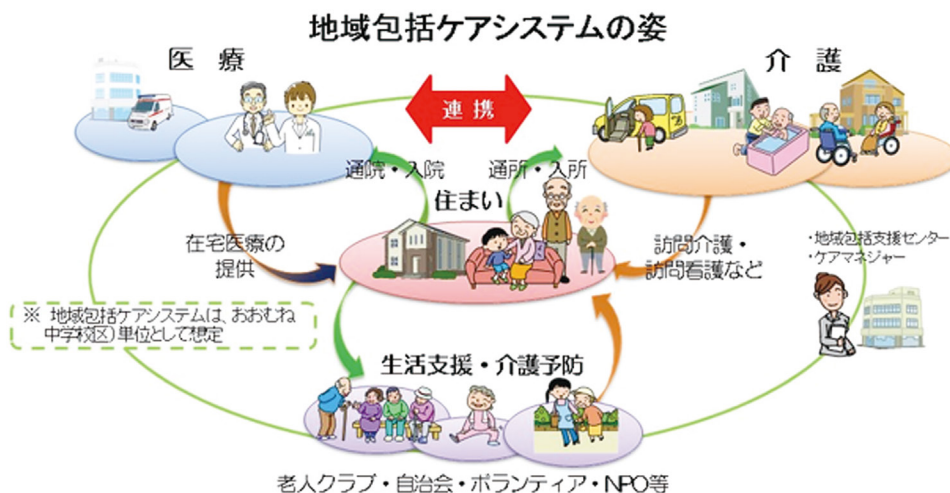 地域包括ケアシステムの姿
医療
介護
連携
通院・入院
通所・入所
住まい
在宅医療の
提供
訪問介護・
訪問看護など
・地域包括支援センター
・ケアマネジャー
※ 地域包括ケアシステムは、おおむね
中学校区）単位として想定
生活支援・介護予防
老人クラブ・自治会・ボランティア・NPO等